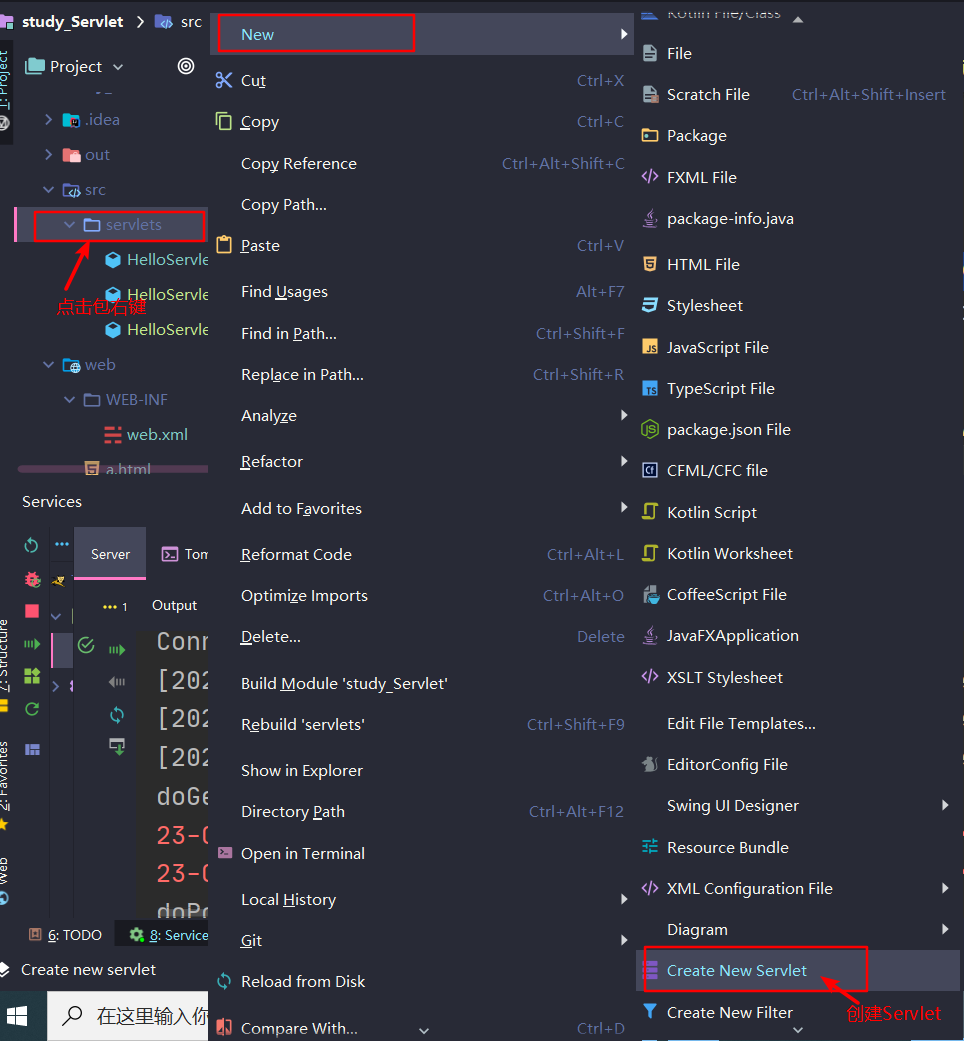 study_Servlet
src
1: Project
Project
.idea
out
src
servlets
点击包右键
HelloServle
HelloServle
HelloServle
web
WEB-INF
web.xml
a.html
New
Cut Ctrl+X
Copy Ctrl+C
Copy Reference Ctrl+Alt+Shift+C
Copy Path...
Paste Ctrl+V
Find Usages Alt+F7
Find in Path... Ctrl+Shift+F
Replace in Path... Ctrl+Shift+R
Analyze
Refactor
Add to Favorites
Reformat Code Ctrl+Alt+L
Optimize Imports Ctrl+Alt+O
Delete... Delete
Build Module 'study_Servlet'
Rebuild 'servlets' Ctrl+Shift+F9
Show in Explorer
Directory Path Ctrl+Alt+F12
Open in Terminal
Local History
Git
Reload from Disk
Compare With... Ctrl+D
Kotlin File/Class
File
Scratch File Ctrl+Alt+Shift+Insert
Package
FXML File
package-info.java
HTML File
Stylesheet
JavaScript File
TypeScript File
package.json File
CFML/CFC file
Kotlin Script
Kotlin Worksheet
CoffeeScript File
JavaFXApplication
XSLT Stylesheet
Edit File Templates...
EditorConfig File
Swing UI Designer
Resource Bundle
XML Configuration File
Diagram
Create New Servlet
创建Servlet
Create New Filter
Services
Server
Tom
1
Output
Conn
[202
[202
[202
doGe
23-0
23-0
doPo
7: Structure
2: Favorites
Web
6: TODO
8: Service
Create new servlet
在这里输入你